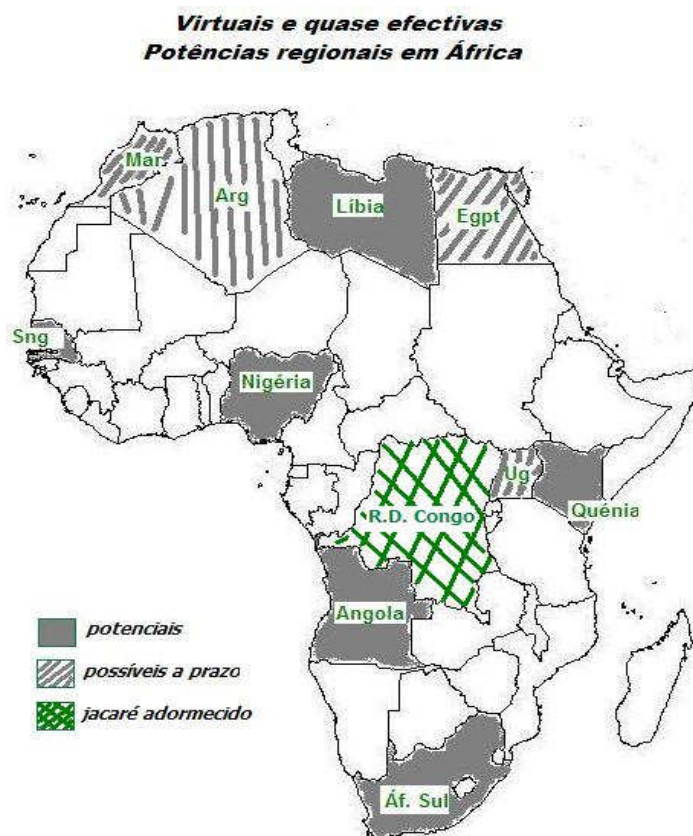 Virtuais e quase efectivas
Potências regionais em África
Mar
Arg
Líbia
Egpt
Sng
Nigéria
Ug
R.D. Congo
Quénia
Angola
potenciais
possíveis a prazo
jacaré adormecido
Áf. Sul